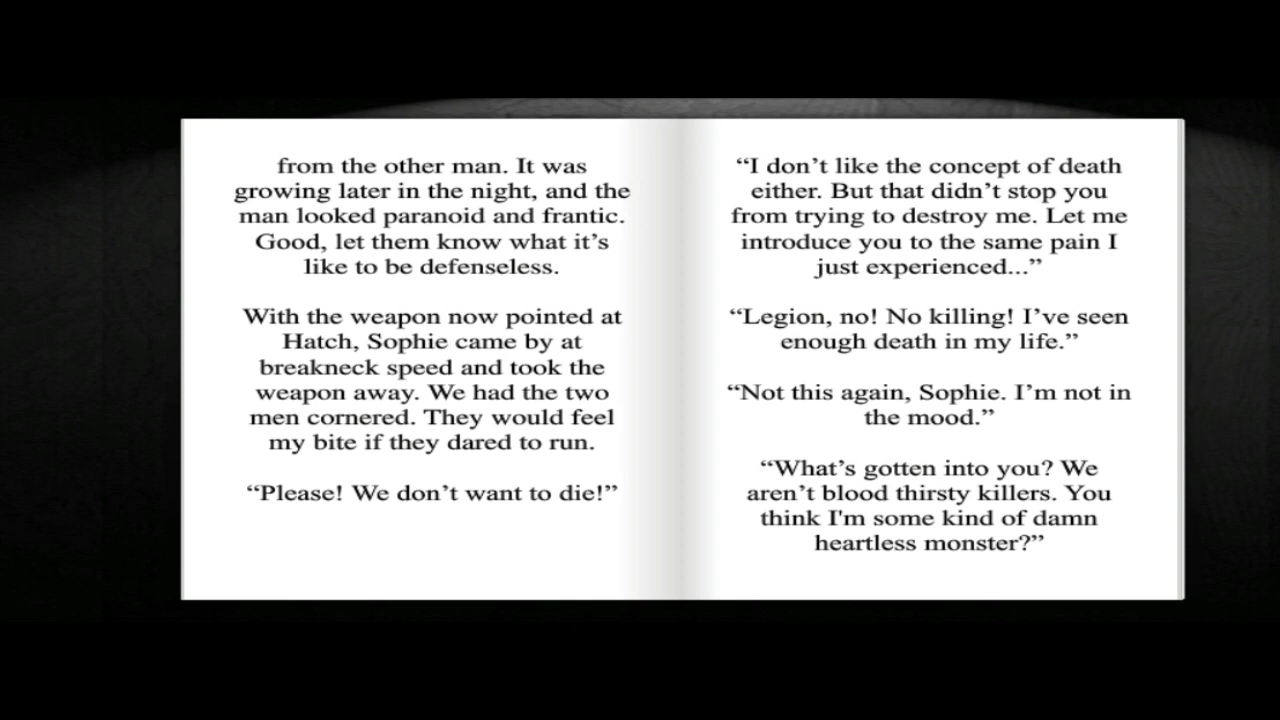 from the other man. It was
growing later in the night, and the
man looked paranoid and frantic.
Good, let them know what it’s
like to be defenseless.
With the weapon now pointed at
Hatch, Sophie came by at
breakneck speed and took the
weapon away. We had the two
men cornered. They would feel
my bite if they dared to run.
“Please! We don’t want to die!”
“I don’t like the concept of death
either. But that didn’t stop you
from trying to destroy me. Let me
introduce you to the same pain I
just experienced...”
“Legion, no! No killing! I’ve seen
enough death in my life.”
“Not this again, Sophie. I’m not in
the mood.”
“What’s gotten into you? We
aren’t blood thirsty killers. You
think I'm some kind of damn
heartless monster?”